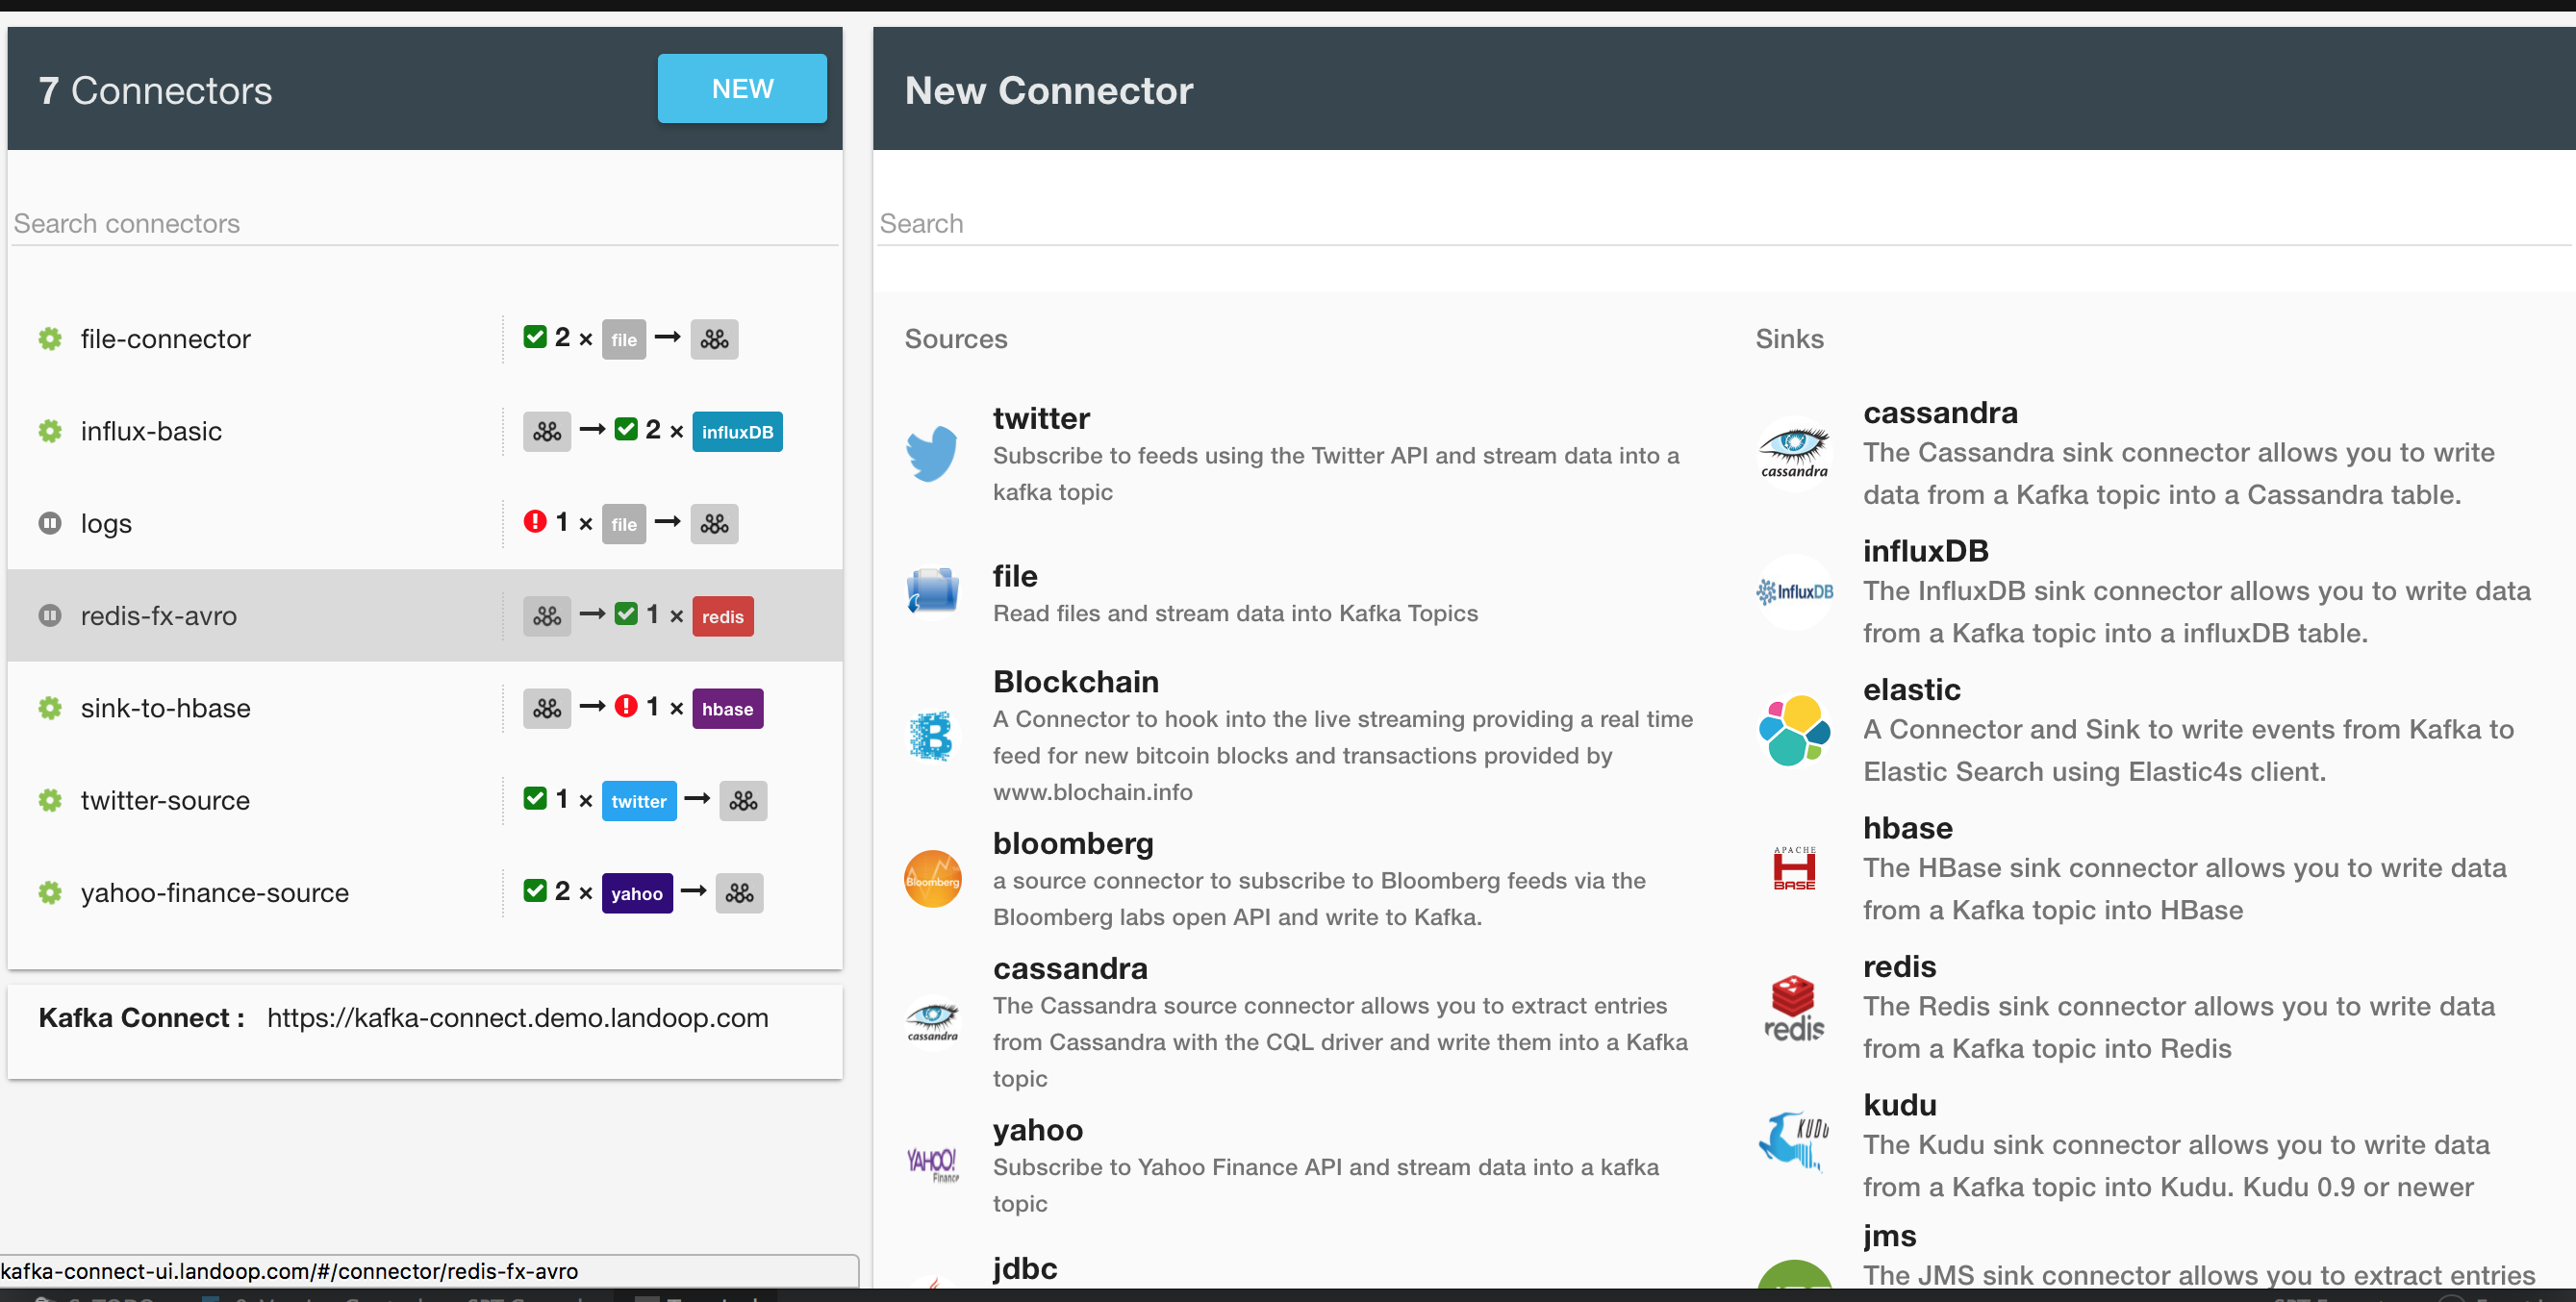 7 Connectors
NEW
Search connectors
file-connector
2 × file
influx-basic
2 × influxDB
logs
1 × file
redis-fx-avro
1 × redis
sink-to-hbase
1 × hbase
twitter-source
1 × twitter
yahoo-finance-source
2 × yahoo
Kafka Connect : https://kafka-connect.demo.landoop.com
kafka-connect-ui.landoop.com/#/connector/redis-fx-avro
New Connector
Search
Sources
twitter
Subscribe to feeds using the Twitter API and stream data into a
kafka topic
file
Read files and stream data into Kafka Topics
Blockchain
A Connector to hook into the live streaming providing a real time
feed for new bitcoin blocks and transactions provided by
www.blochain.info
Bloomberg
bloomberg
a source connector to subscribe to Bloomberg feeds via the
Bloomberg labs open API and write to Kafka.
cassandra
cassandra
The Cassandra source connector allows you to extract entries
from Cassandra with the CQL driver and write them into a Kafka
topic
YAHOO!
Finance
yahoo
Subscribe to Yahoo Finance API and stream data into a kafka
topic
jdbc
Sinks
cassandra
cassandra
The Cassandra sink connector allows you to write
data from a Kafka topic into a Cassandra table.
InfluxDB
influxDB
The InfluxDB sink connector allows you to write data
from a Kafka topic into a influxDB table.
elastic
A Connector and Sink to write events from Kafka to
Elastic Search using Elastic4s client.
APACHE
H
BASE
hbase
The HBase sink connector allows you to write data
from a Kafka topic into HBase
redis
redis
The Redis sink connector allows you to write data
from a Kafka topic into Redis
KUDU
kudu
The Kudu sink connector allows you to write data
from a Kafka topic into Kudu. Kudu 0.9 or newer
jms
The JMS sink connector allows you to extract entries